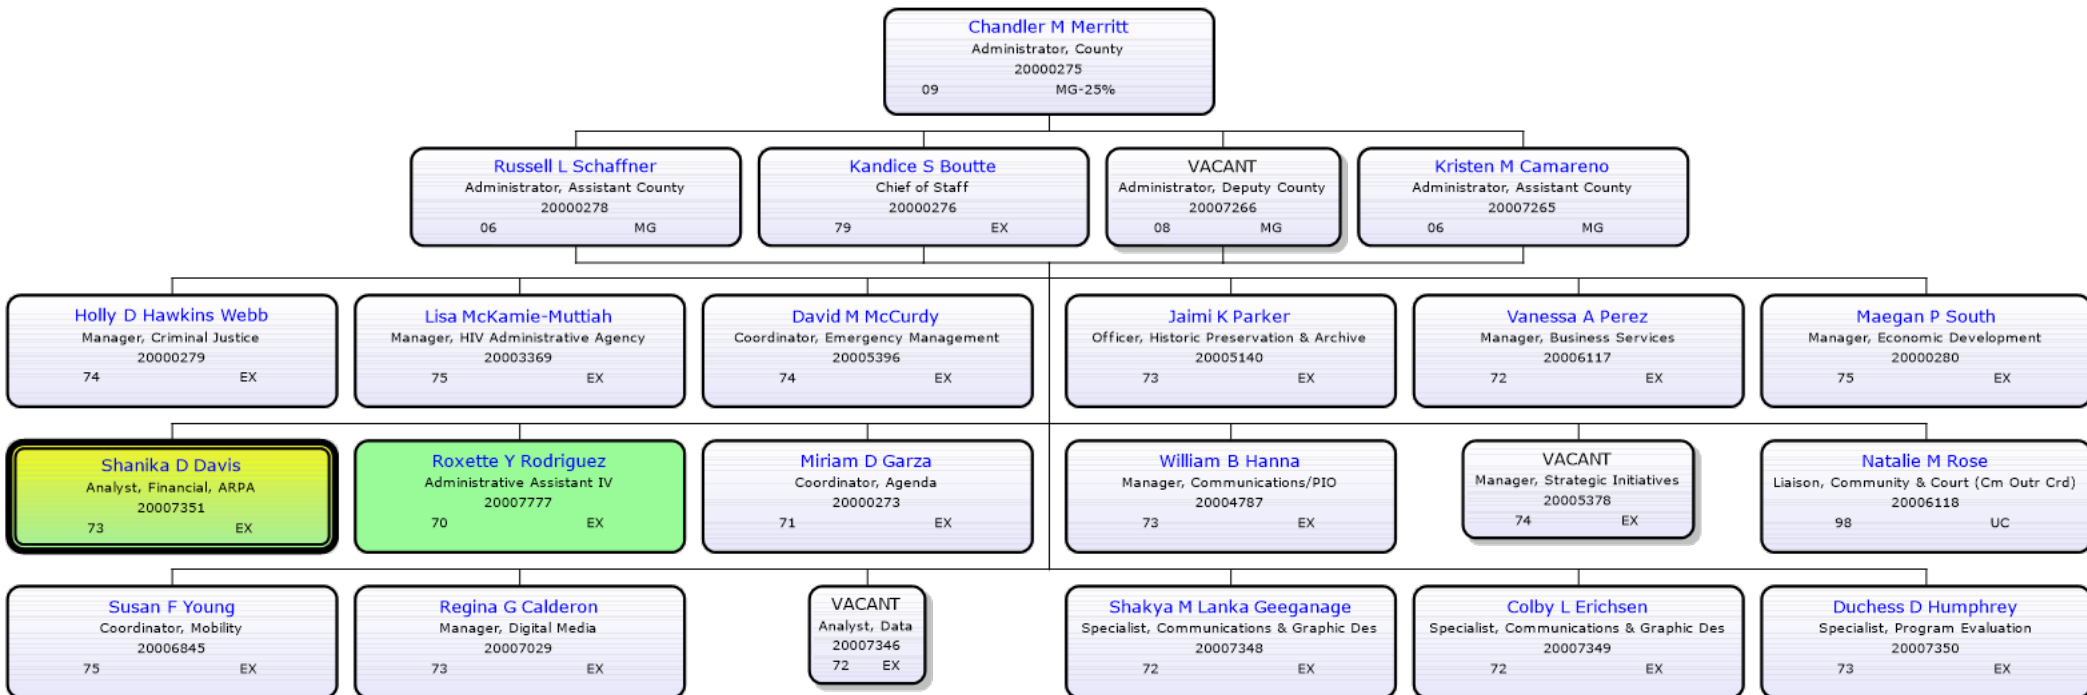 Chandler M Merritt
Administrator, County
20000275
09 MG-25%
Russell L Schaffner
Administrator, Assistant County
20000278
06 MG
Kandice S Boutte
Chief of Staff
20000276
79 EX
VACANT
Administrator, Deputy County
20007266
08 MG
Kristen M Camareno
Administrator, Assistant County
20007265
06 MG
Holly D Hawkins Webb
Manager, Criminal Justice
20000279
74 EX
Lisa McKamie-Muttiah
Manager, HIV Administrative Agency
20003369
75 EX
David M McCurdy
Coordinator, Emergency Management
20005396
74 EX
Jaimi K Parker
Officer, Historic Preservation & Archive
20005140
73 EX
Vanessa A Perez
Manager, Business Services
20006117
72 EX
Maegan P South
Manager, Economic Development
20000280
75 EX
Shanika D Davis
Analyst, Financial, ARPA
20007351
73 EX
Roxette Y Rodriguez
Administrative Assistant IV
20007777
70 EX
Miriam D Garza
Coordinator, Agenda
20000273
71 EX
William B Hanna
Manager, Communications/PIO
20004787
73 EX
VACANT
Manager, Strategic Initiatives
20005378
74 EX
Natalie M Rose
Liaison, Community & Court (Cm Outr Crd)
20006118
98 UC
Susan F Young
Coordinator, Mobility
20006845
75 EX
Regina G Calderon
Manager, Digital Media
20007029
73 EX
VACANT
Analyst, Data
20007346
72 EX
Shakya M Lanka Geeganage
Specialist, Communications & Graphic Des
20007348
72 EX
Colby L Erichsen
Specialist, Communications & Graphic Des
20007349
72 EX
Duchess D Humphrey
Specialist, Program Evaluation
20007350
73 EX